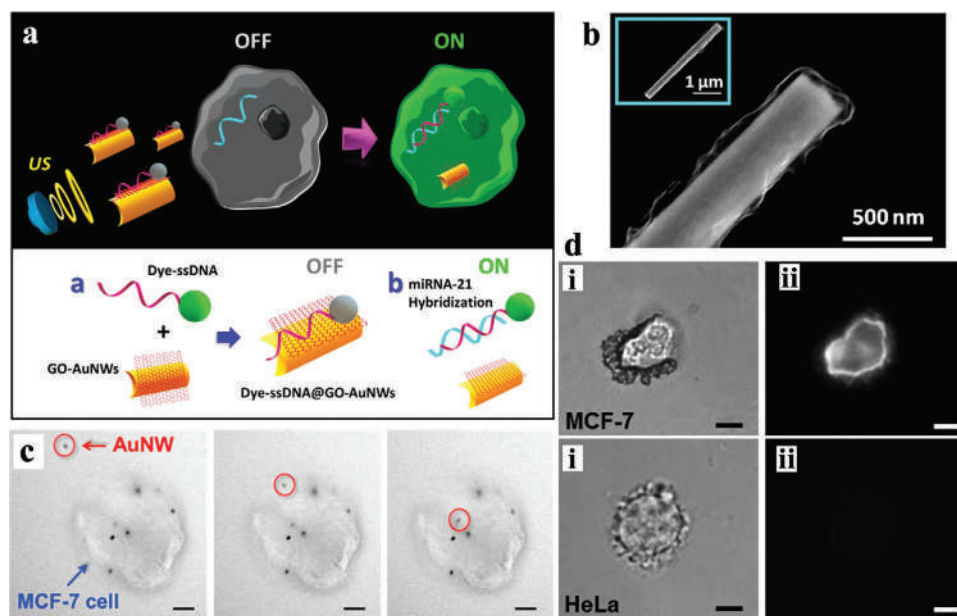 a
OFF
ON
US
a
Dye-ssDNA
+
GO-AuNWs
OFF
Dye-ssDNA@GO-AuNWs
b
ON
miRNA-21
Hybridization
b
1 μm
500 nm
c
AuNW
MCF-7 cell
d
i
ii
MCF-7
i
ii
HeLa